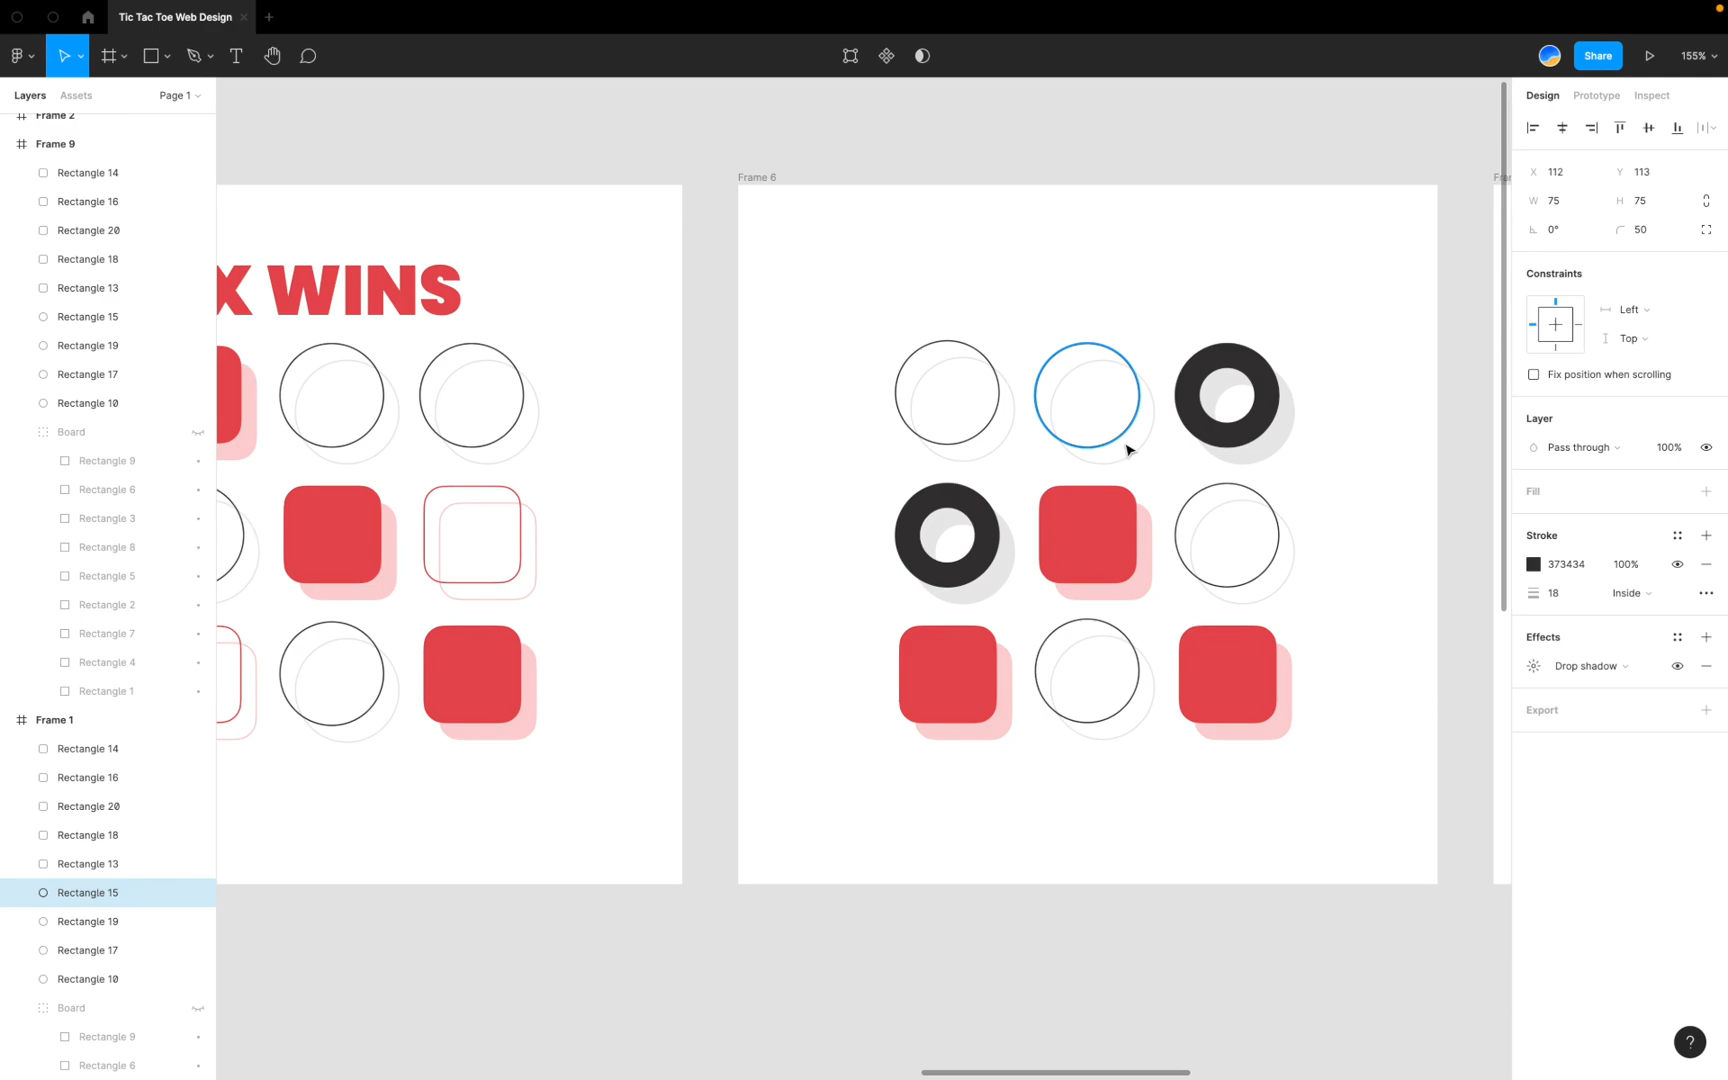 Tic Tac Toe Web Design
T
Share
155%
Layers
Assets
Page 1
Design
Prototype
Inspect
Frame 2
Frame 9
Rectangle 14
Rectangle 16
Rectangle 20
Rectangle 18
Rectangle 13
Rectangle 15
Rectangle 19
Rectangle 17
Rectangle 10
Board
Rectangle 9
Rectangle 6
Rectangle 3
Rectangle 8
Rectangle 5
Rectangle 2
Rectangle 7
Rectangle 4
Rectangle 1
Frame 1
Rectangle 14
Rectangle 16
Rectangle 20
Rectangle 18
Rectangle 13
Rectangle 15
Rectangle 19
Rectangle 17
Rectangle 10
Board
Rectangle 9
Rectangle 6
X WINS
Frame 6
X 112 Y 113
W 75 H 75
0° 50
Constraints
Left
Top
Fix position when scrolling
Layer
Pass through 100%
Fill
Stroke
373434 100%
18 Inside
Effects
Drop shadow
Export
?